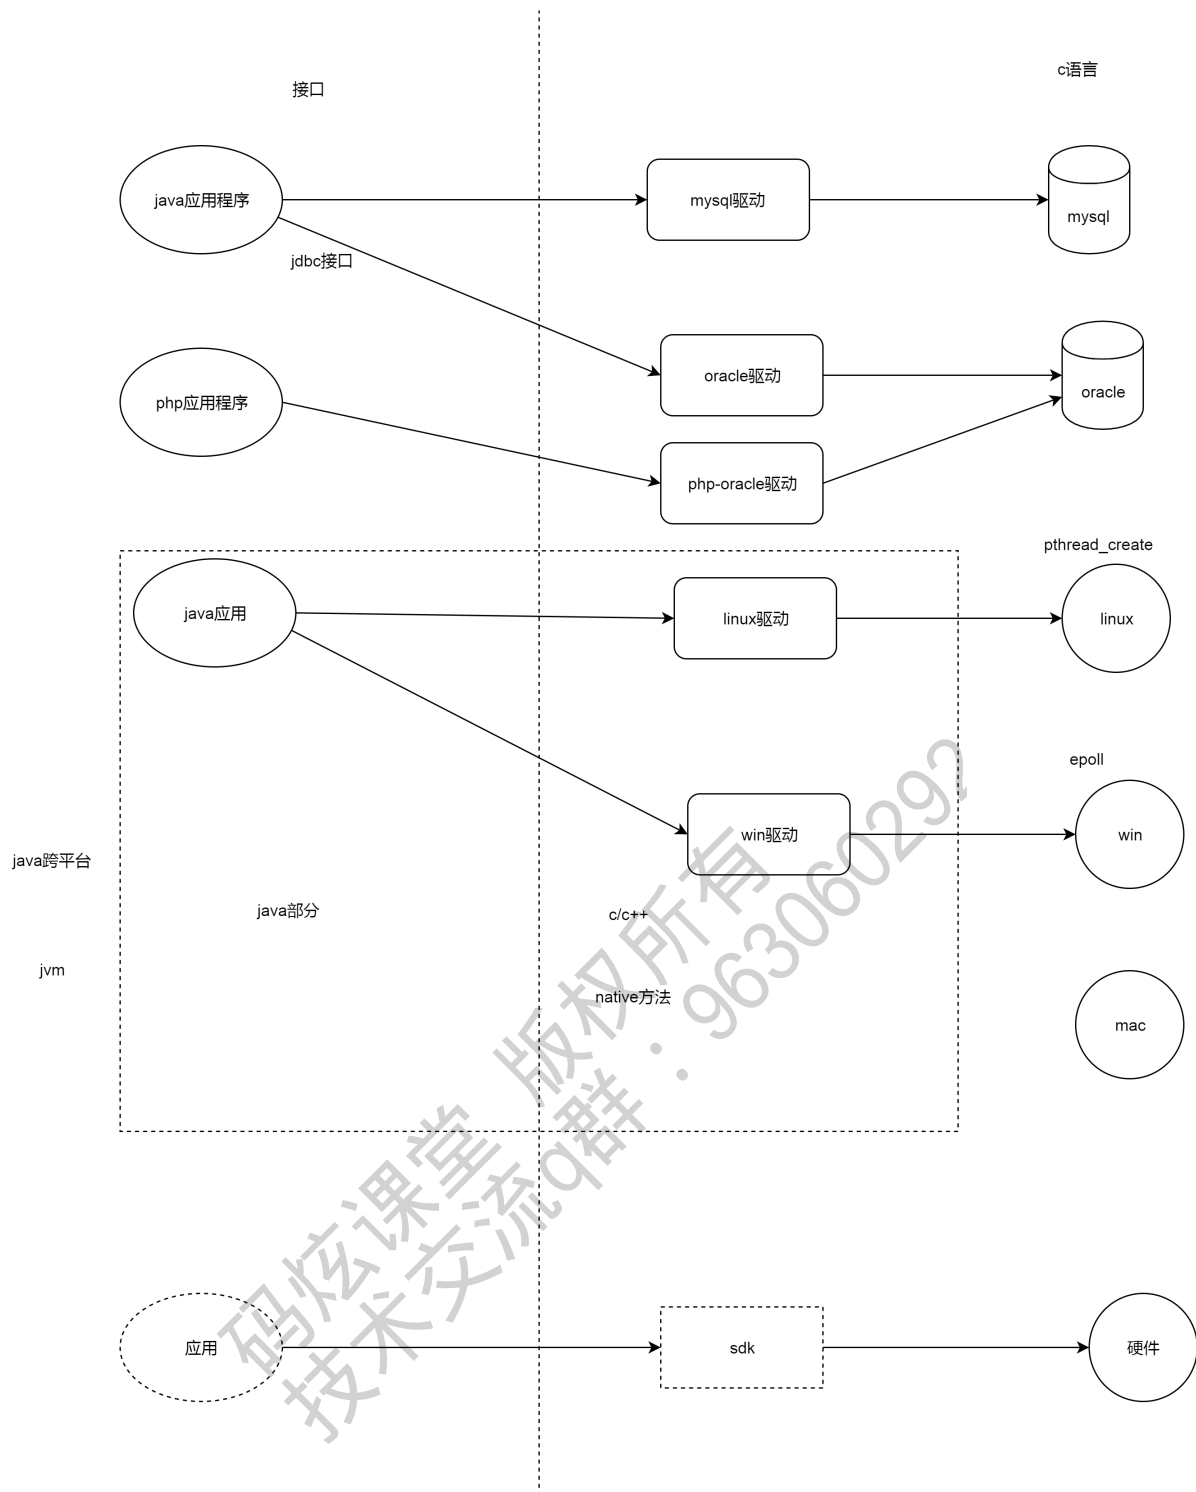 接口
c语言
java应用程序
mysql驱动
mysql
jdbc接口
oracle驱动
oracle
php应用程序
php-oracle驱动
pthread_create
java应用
linux驱动
linux
epoll
win驱动
win
java跨平台
java部分
c/c++
jvm
native方法
mac
应用
sdk
硬件
码炫课堂 版权所有
技术交流q群：963060292